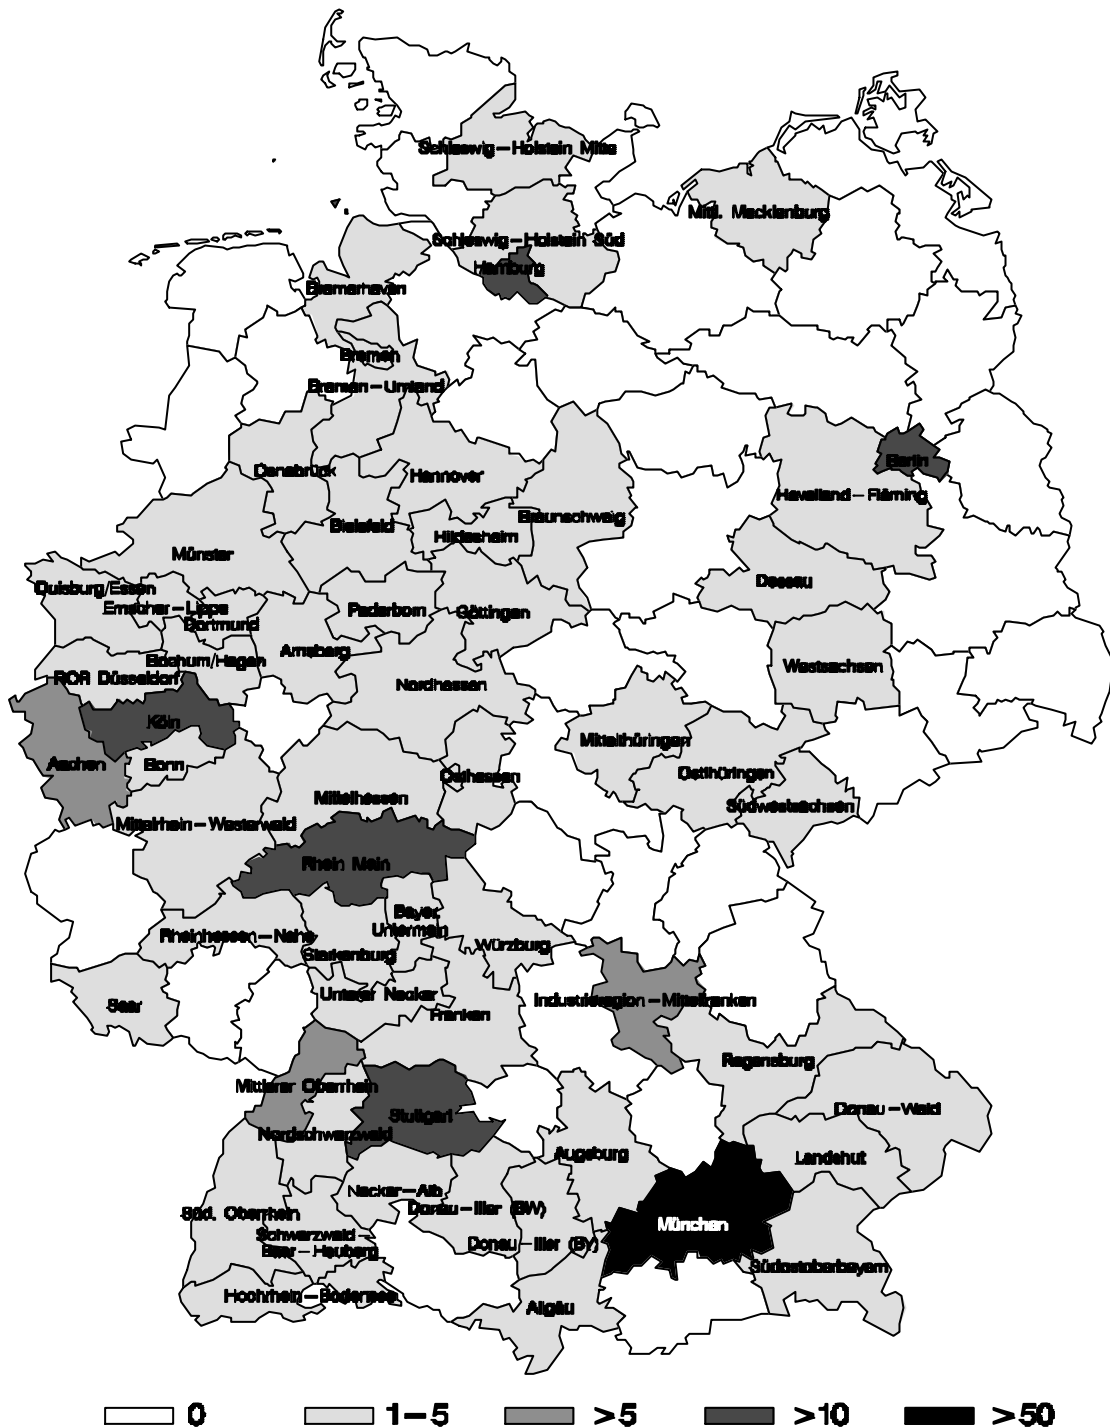 Schleswig–Holstein Mitte
Mittl. Mecklenburg
Schleswig–Holstein Süd
Hamburg
Bremerhaven
Bremen
Bremen–Umland
Berlin
Osnabrück
Hannover
Havelland–Fläming
Braunschweig
Bielefeld
Hildesheim
Münster
Dessau
Duisburg/Essen
Emscher–Lippe
Paderborn
Göttingen
Dortmund
Arnsberg
Bochum/Hagen
Westsachsen
ROR Düsseldorf
Nordhessen
Köln
Mittelthüringen
Aachen
Bonn
Osthessen
Ostthüringen
Mittelhessen
Südwestsachsen
Mittelrhein–Westerwald
Rhein Main
Bayer.
Untermain
Rheinhessen–Nahe
Starkenburg
Würzburg
Unterer Neckar
Industrieregion–Mittelfranken
Saar
Franken
Regensburg
Mittlerer Oberrhein
Donau–Wald
Stuttgart
Nordschwarzwald
Augsburg
Landshut
Neckar–Alb
Donau–Iller (BW)
Süd. Oberrhein
München
Schwarzwald–
Baar–Heuberg
Donau–Iller (BY)
Südostoberbayern
Hochrhein–Bodensee
Allgäu
0
1–5
>5
>10
>50